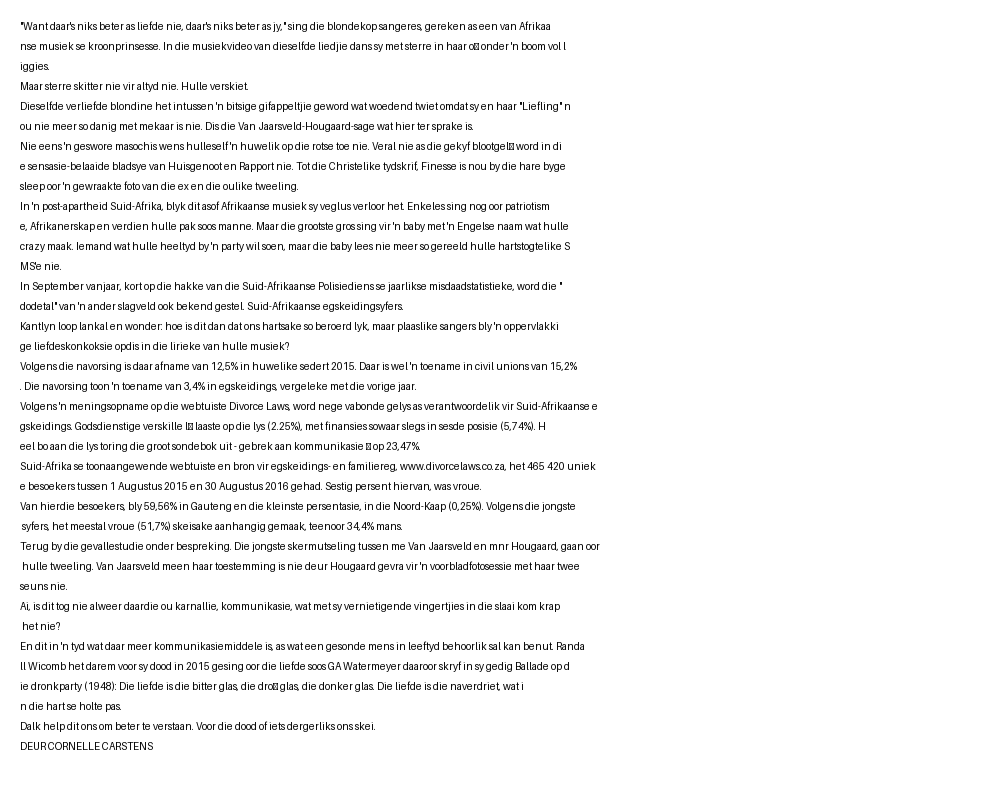 "Want daar's niks beter as liefde nie, daar's niks beter as jy," sing die blondekop sangeres, gereken as een van Afrikaa
nse musiek se kroonprinsesse. In die musiekvideo van dieselfde liedjie dans sy met sterre in haar o� onder 'n boom vol l
iggies.
Maar sterre skitter nie vir altyd nie. Hulle verskiet.
Dieselfde verliefde blondine het intussen 'n bitsige gifappeltjie geword wat woedend twiet omdat sy en haar "Liefling" n
ou nie meer so danig met mekaar is nie. Dis die Van Jaarsveld-Hougaard-sage wat hier ter sprake is.
Nie eens 'n geswore masochis wens hulleself 'n huwelik op die rotse toe nie. Veral nie as die gekyf blootgel� word in di
e sensasie-belaaide bladsye van Huisgenoot en Rapport nie. Tot die Christelike tydskrif, Finesse is nou by die hare byge
sleep oor 'n gewraakte foto van die ex en die oulike tweeling.
In 'n post-apartheid Suid-Afrika, blyk dit asof Afrikaanse musiek sy veglus verloor het. Enkeles sing nog oor patriotism
e, Afrikanerskap en verdien hulle pak soos manne. Maar die grootste gros sing vir 'n baby met 'n Engelse naam wat hulle
crazy maak. Iemand wat hulle heeltyd by 'n party wil soen, maar die baby lees nie meer so gereeld hulle hartstogtelike S
MS'e nie.
In September vanjaar, kort op die hakke van die Suid-Afrikaanse Polisiediens se jaarlikse misdaadstatistieke, word die "
dodetal" van 'n ander slagveld ook bekend gestel. Suid-Afrikaanse egskeidingsyfers.
Kantlyn loop lankal en wonder: hoe is dit dan dat ons hartsake so beroerd lyk, maar plaaslike sangers bly 'n oppervlakki
ge liefdeskonkoksie opdis in die lirieke van hulle musiek?
Volgens die navorsing is daar afname van 12,5% in huwelike sedert 2015. Daar is wel 'n toename in civil unions van 15,2%
. Die navorsing toon 'n toename van 3,4% in egskeidings, vergeleke met die vorige jaar.
Volgens 'n meningsopname op die webtuiste Divorce Laws, word nege vabonde gelys as verantwoordelik vir Suid-Afrikaanse e
gskeidings. Godsdienstige verskille l� laaste op die lys (2.25%), met finansies sowaar slegs in sesde posisie (5,74%). H
eel bo aan die lys toring die groot sondebok uit - gebrek aan kommunikasie � op 23,47%.
Suid-Afrika se toonaangewende webtuiste en bron vir egskeidings- en familiereg, www.divorcelaws.co.za, het 465 420 uniek
e besoekers tussen 1 Augustus 2015 en 30 Augustus 2016 gehad. Sestig persent hiervan, was vroue.
Van hierdie besoekers, bly 59,56% in Gauteng en die kleinste persentasie, in die Noord-Kaap (0,25%). Volgens die jongste
syfers, het meestal vroue (51,7%) skeisake aanhangig gemaak, teenoor 34,4% mans.
Terug by die gevallestudie onder bespreking. Die jongste skermutseling tussen me Van Jaarsveld en mnr Hougaard, gaan oor
hulle tweeling. Van Jaarsveld meen haar toestemming is nie deur Hougaard gevra vir 'n voorbladfotosessie met haar twee
seuns nie.
Ai, is dit tog nie alweer daardie ou karnallie, kommunikasie, wat met sy vernietigende vingertjies in die slaai kom krap
het nie?
En dit in 'n tyd wat daar meer kommunikasiemiddele is, as wat een gesonde mens in leeftyd behoorlik sal kan benut. Randa
ll Wicomb het darem voor sy dood in 2015 gesing oor die liefde soos GA Watermeyer daaroor skryf in sy gedig Ballade op d
ie dronkparty (1948): Die liefde is die bitter glas, die dro� glas, die donker glas. Die liefde is die naverdriet, wat i
n die hart se holte pas.
Dalk help dit ons om beter te verstaan. Voor die dood of iets dergerliks ons skei.
DEUR CORNELLE CARSTENS